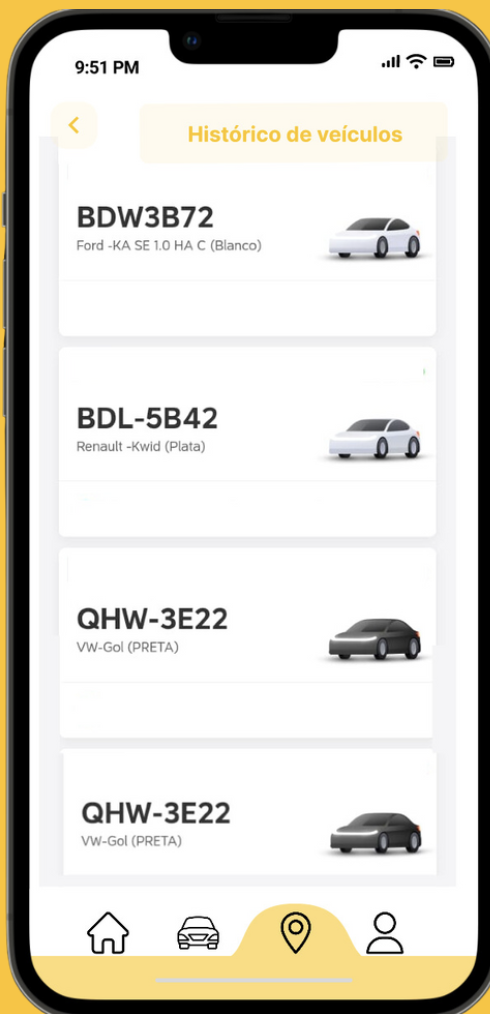 9:51 PM
Histórico de veículos
BDW3B72
Ford -KA SE 1.0 HA C (Blanco)
BDL-5B42
Renault -Kwid (Plata)
QHW-3E22
VW-Gol (PRETA)
QHW-3E22
VW-Gol (PRETA)